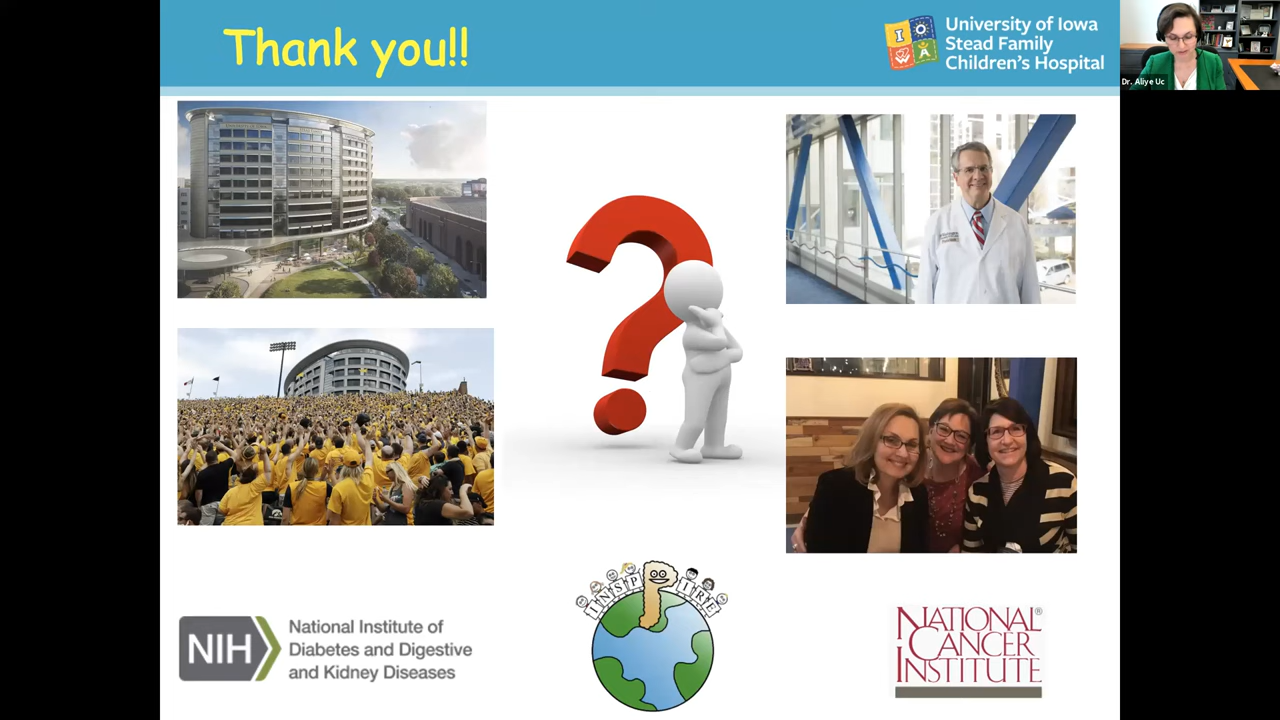 Thank you!!
University of Iowa
Stead Family
Children's Hospital
I
W
A
Dr. Aliye Uc
INSPIRE
NIH
National Institute of
Diabetes and Digestive
and Kidney Diseases
NATIONAL®
CANCER
INSTITUTE